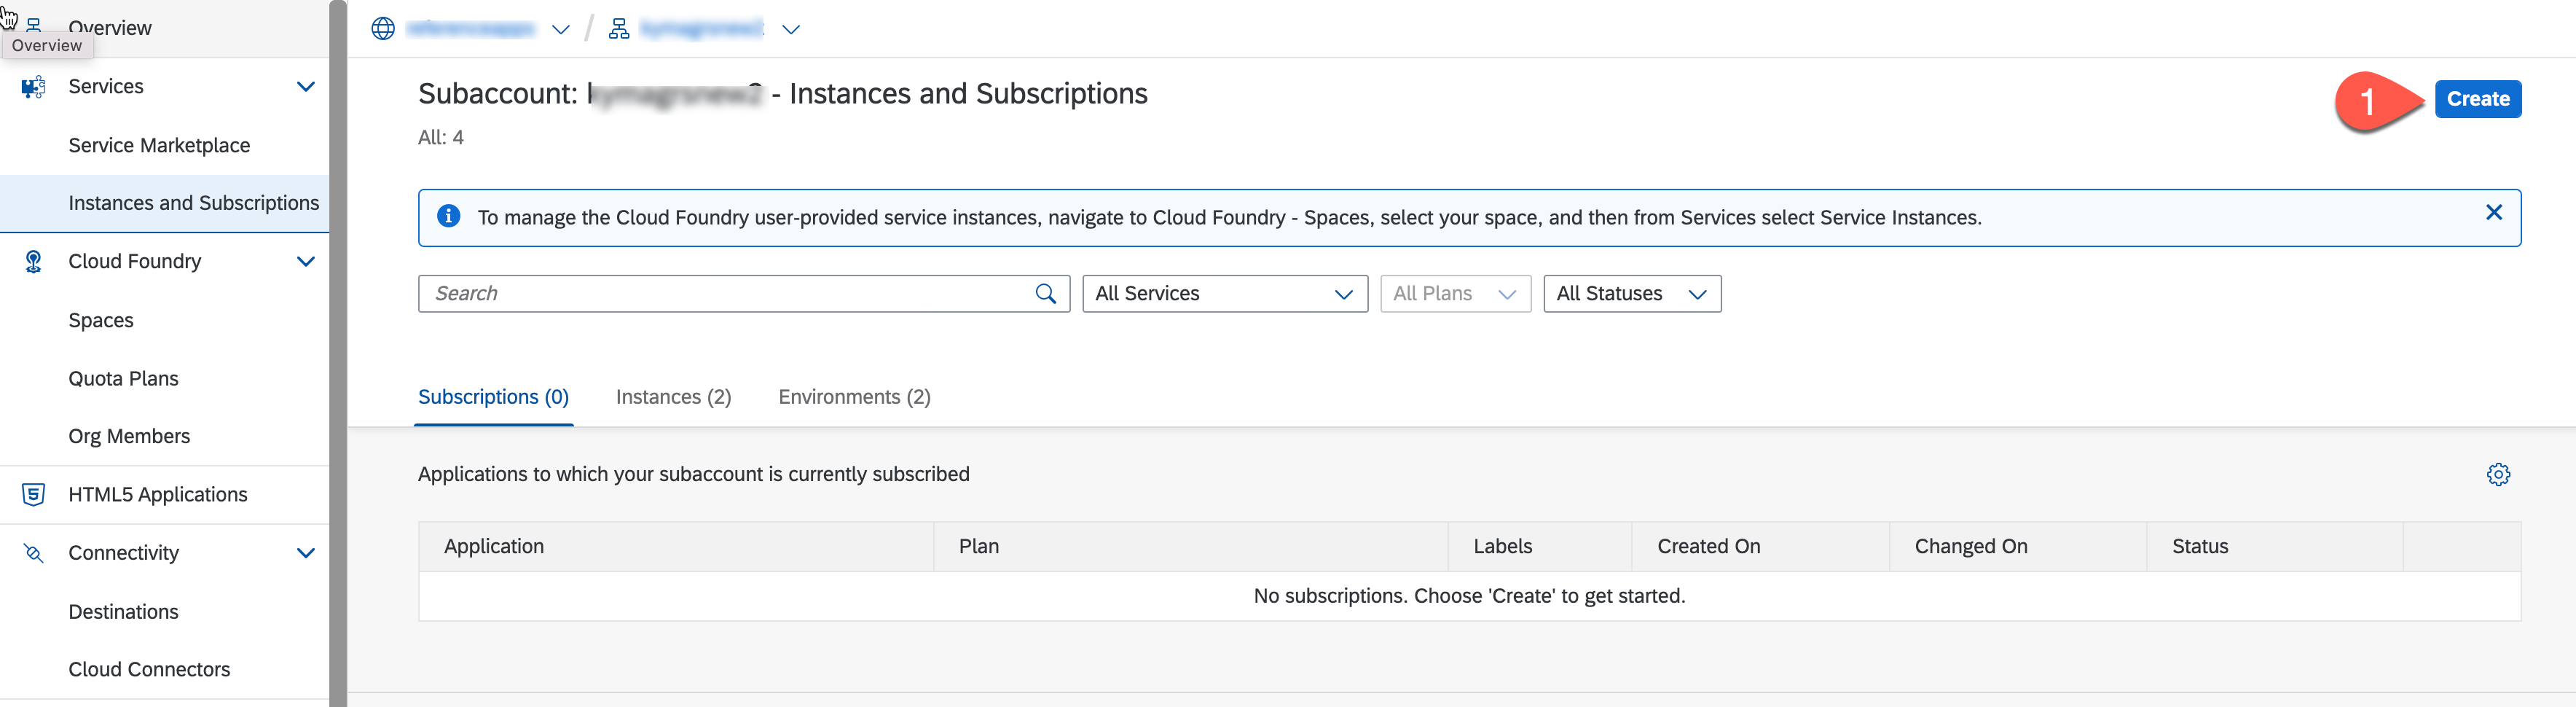 Overview
Overview
Services
Service Marketplace
Instances and Subscriptions
Cloud Foundry
Spaces
Quota Plans
Org Members
HTML5 Applications
Connectivity
Destinations
Cloud Connectors
/
Subaccount: - Instances and Subscriptions
All: 4
1
Create
To manage the Cloud Foundry user-provided service instances, navigate to Cloud Foundry - Spaces, select your space, and then from Services select Service Instances.
Search
All Services
All Plans
All Statuses
Subscriptions (0) Instances (2) Environments (2)
Applications to which your subaccount is currently subscribed
Application Plan Labels Created On Changed On Status
No subscriptions. Choose 'Create' to get started.